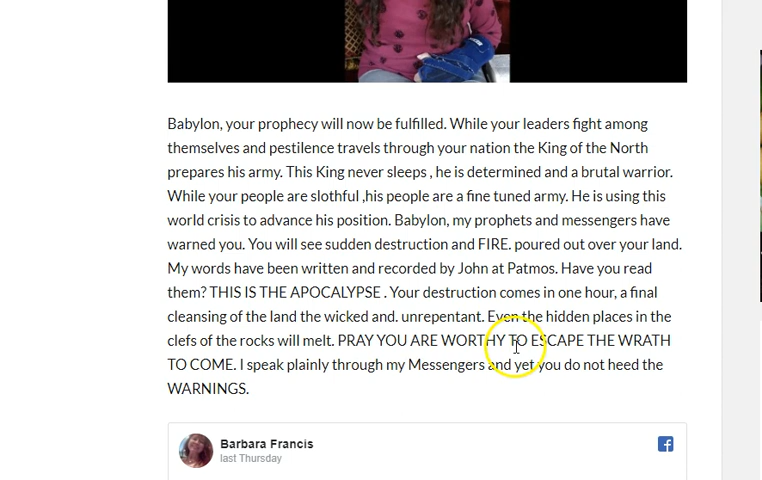 Babylon, your prophecy will now be fulfilled. While your leaders fight among
themselves and pestilence travels through your nation the King of the North
prepares his army. This King never sleeps , he is determined and a brutal warrior.
While your people are slothful ,his people are a fine tuned army. He is using this
world crisis to advance his position. Babylon, my prophets and messengers have
warned you. You will see sudden destruction and FIRE. poured out over your land.
My words have been written and recorded by John at Patmos. Have you read
them? THIS IS THE APOCALYPSE . Your destruction comes in one hour, a final
cleansing of the land the wicked and. unrepentant. Even the hidden places in the
clefs of the rocks will melt. PRAY YOU ARE WORTHY TO ESCAPE THE WRATH
TO COME. I speak plainly through my Messengers and yet you do not heed the
WARNINGS.
Barbara Francis
last Thursday